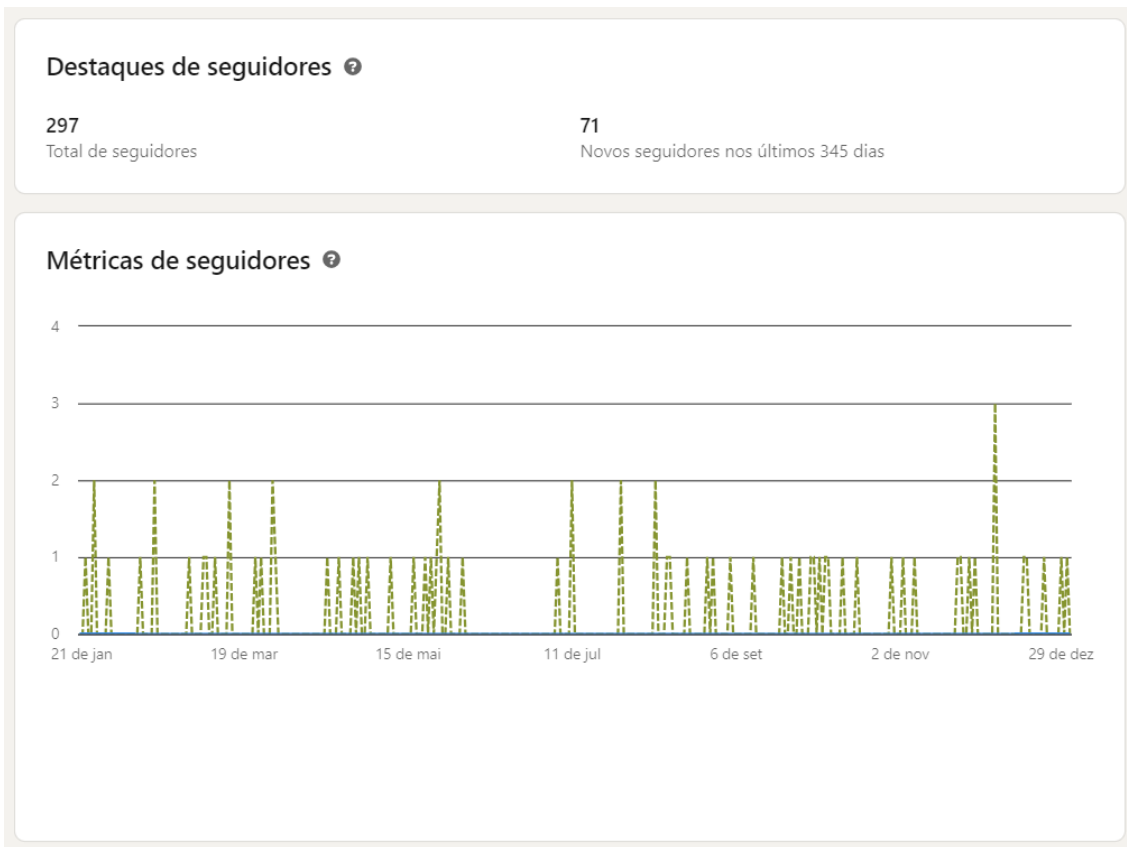 Destaques de seguidores ?
297
Total de seguidores
71
Novos seguidores nos últimos 345 dias
Métricas de seguidores ?
4
3
2
1
0
21 de jan
19 de mar
15 de mai
11 de jul
6 de set
2 de nov
29 de dez